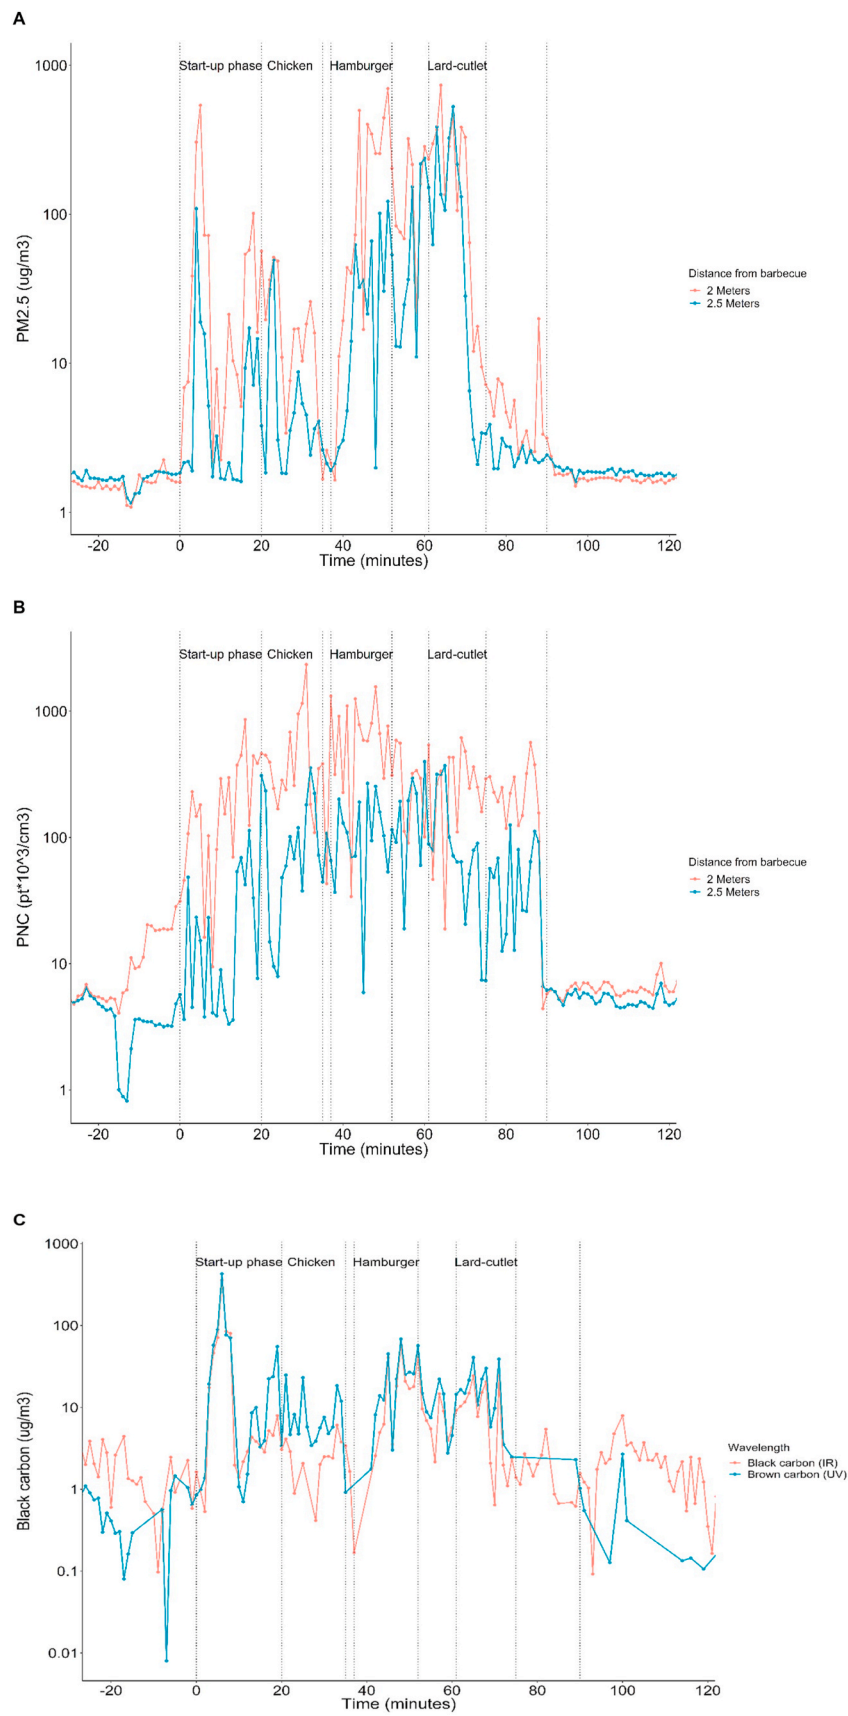 A
1000
Start-up phase Chicken Hamburger Lard-cutlet
100
PM2.5 (ug/m3)
Distance from barbecue
2 Meters
2.5 Meters
10
1
-20 0 20 40 60 80 100 120
Time (minutes)
B
Start-up phase Chicken Hamburger Lard-cutlet
1000
100
PNC (pt*10^3/cm3)
Distance from barbecue
2 Meters
2.5 Meters
10
1
-20 0 20 40 60 80 100 120
Time (minutes)
C
1000
Start-up phase Chicken Hamburger Lard-cutlet
100
10
Black carbon (ug/m3)
Wavelength
Black carbon (IR)
Brown carbon (UV)
1
0.1
0.01
-20 0 20 40 60 80 100 120
Time (minutes)